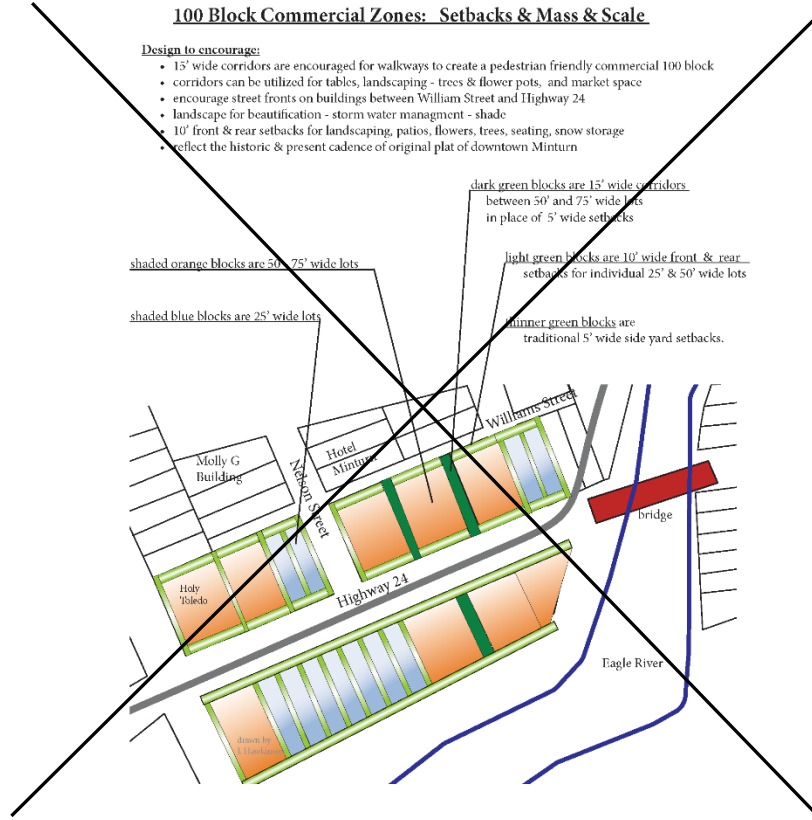 100 Block Commercial Zones: Setbacks & Mass & Scale
Design to encourage:
• 15' wide corridors are encouraged for walkways to create a pedestrian friendly commercial 100 block
• corridors can be utilized for tables, landscaping - trees & flower pots, and market space
• encourage street fronts on buildings between William Street and Highway 24
• landscape for beautification - storm water managment - shade
• 10' front & rear setbacks for landscaping, patios, flowers, trees, seating, snow storage
• reflect the historic & present cadence of original plat of downtown Minturn
dark green blocks are 15' wide corridors
between 50' and 75' wide lots
in place of 5' wide setbacks
shaded orange blocks are 50 - 75' wide lots
light green blocks are 10' wide front & rear
setbacks for individual 25' & 50' wide lots
shaded blue blocks are 25' wide lots
thinner green blocks are
traditional 5' wide side yard setbacks.
Williams Street
Hotel
Minturn
Molly G
Building
Nelson Street
bridge
Holy
Toledo
Highway 24
Eagle River
drawn by